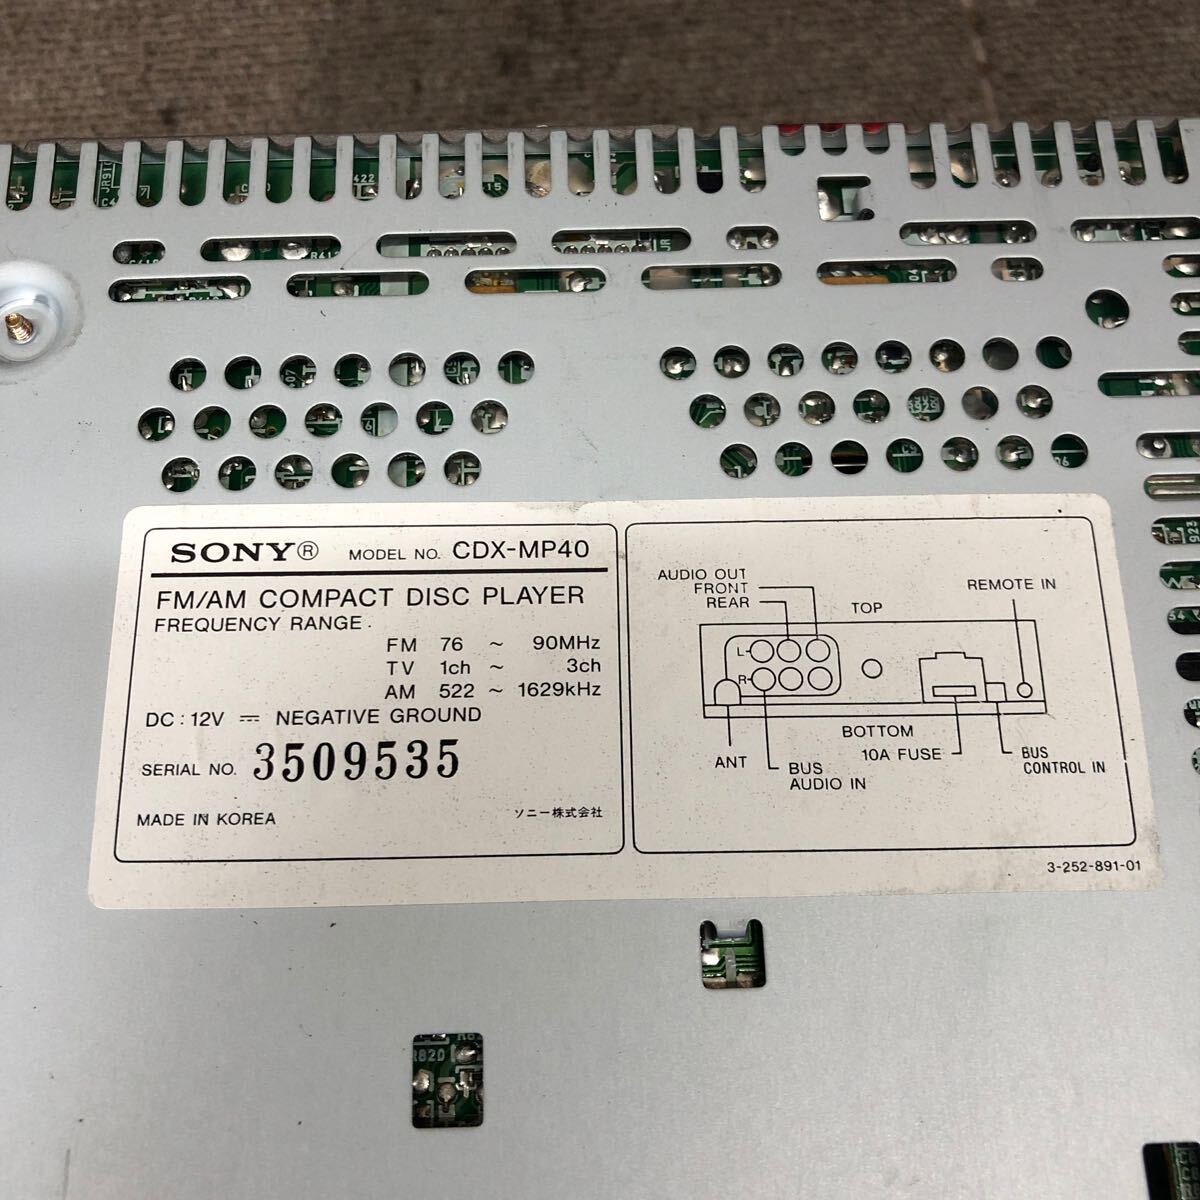 SONY® MODEL NO. CDX-MP40
FM/AM COMPACT DISC PLAYER
FREQUENCY RANGE
FM 76 ~ 90MHz
TV 1ch ~ 3ch
AM 522 ~ 1629kHz
DC : 12V ⎓ NEGATIVE GROUND
SERIAL NO. 3509535
MADE IN KOREA
ソニー株式会社
AUDIO OUT
FRONT
REAR
TOP
REMOTE IN
L
R
BOTTOM
10A FUSE
ANT
BUS
AUDIO IN
BUS
CONTROL IN
3-252-891-01
R820